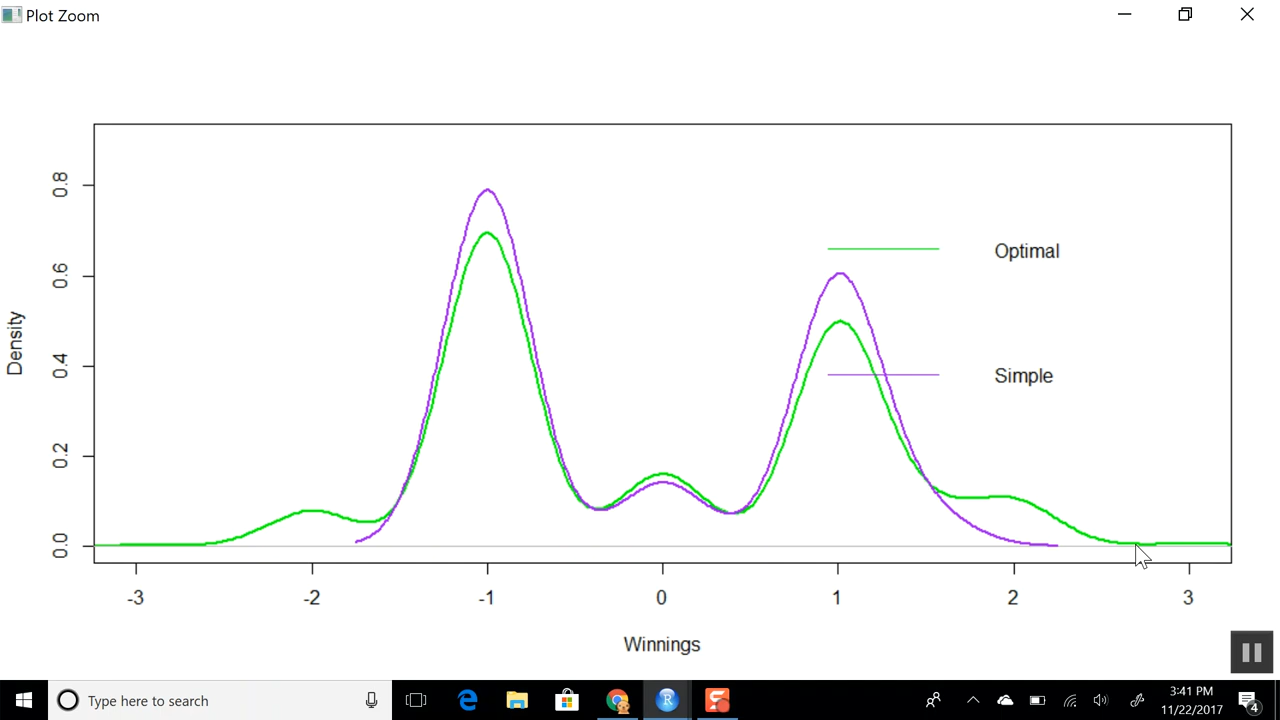 Plot Zoom
0.8
0.6
0.4
0.2
0.0
Density
Optimal
Simple
-3 -2 -1 0 1 2 3
Winnings
Type here to search
3:41 PM
11/22/2017
4